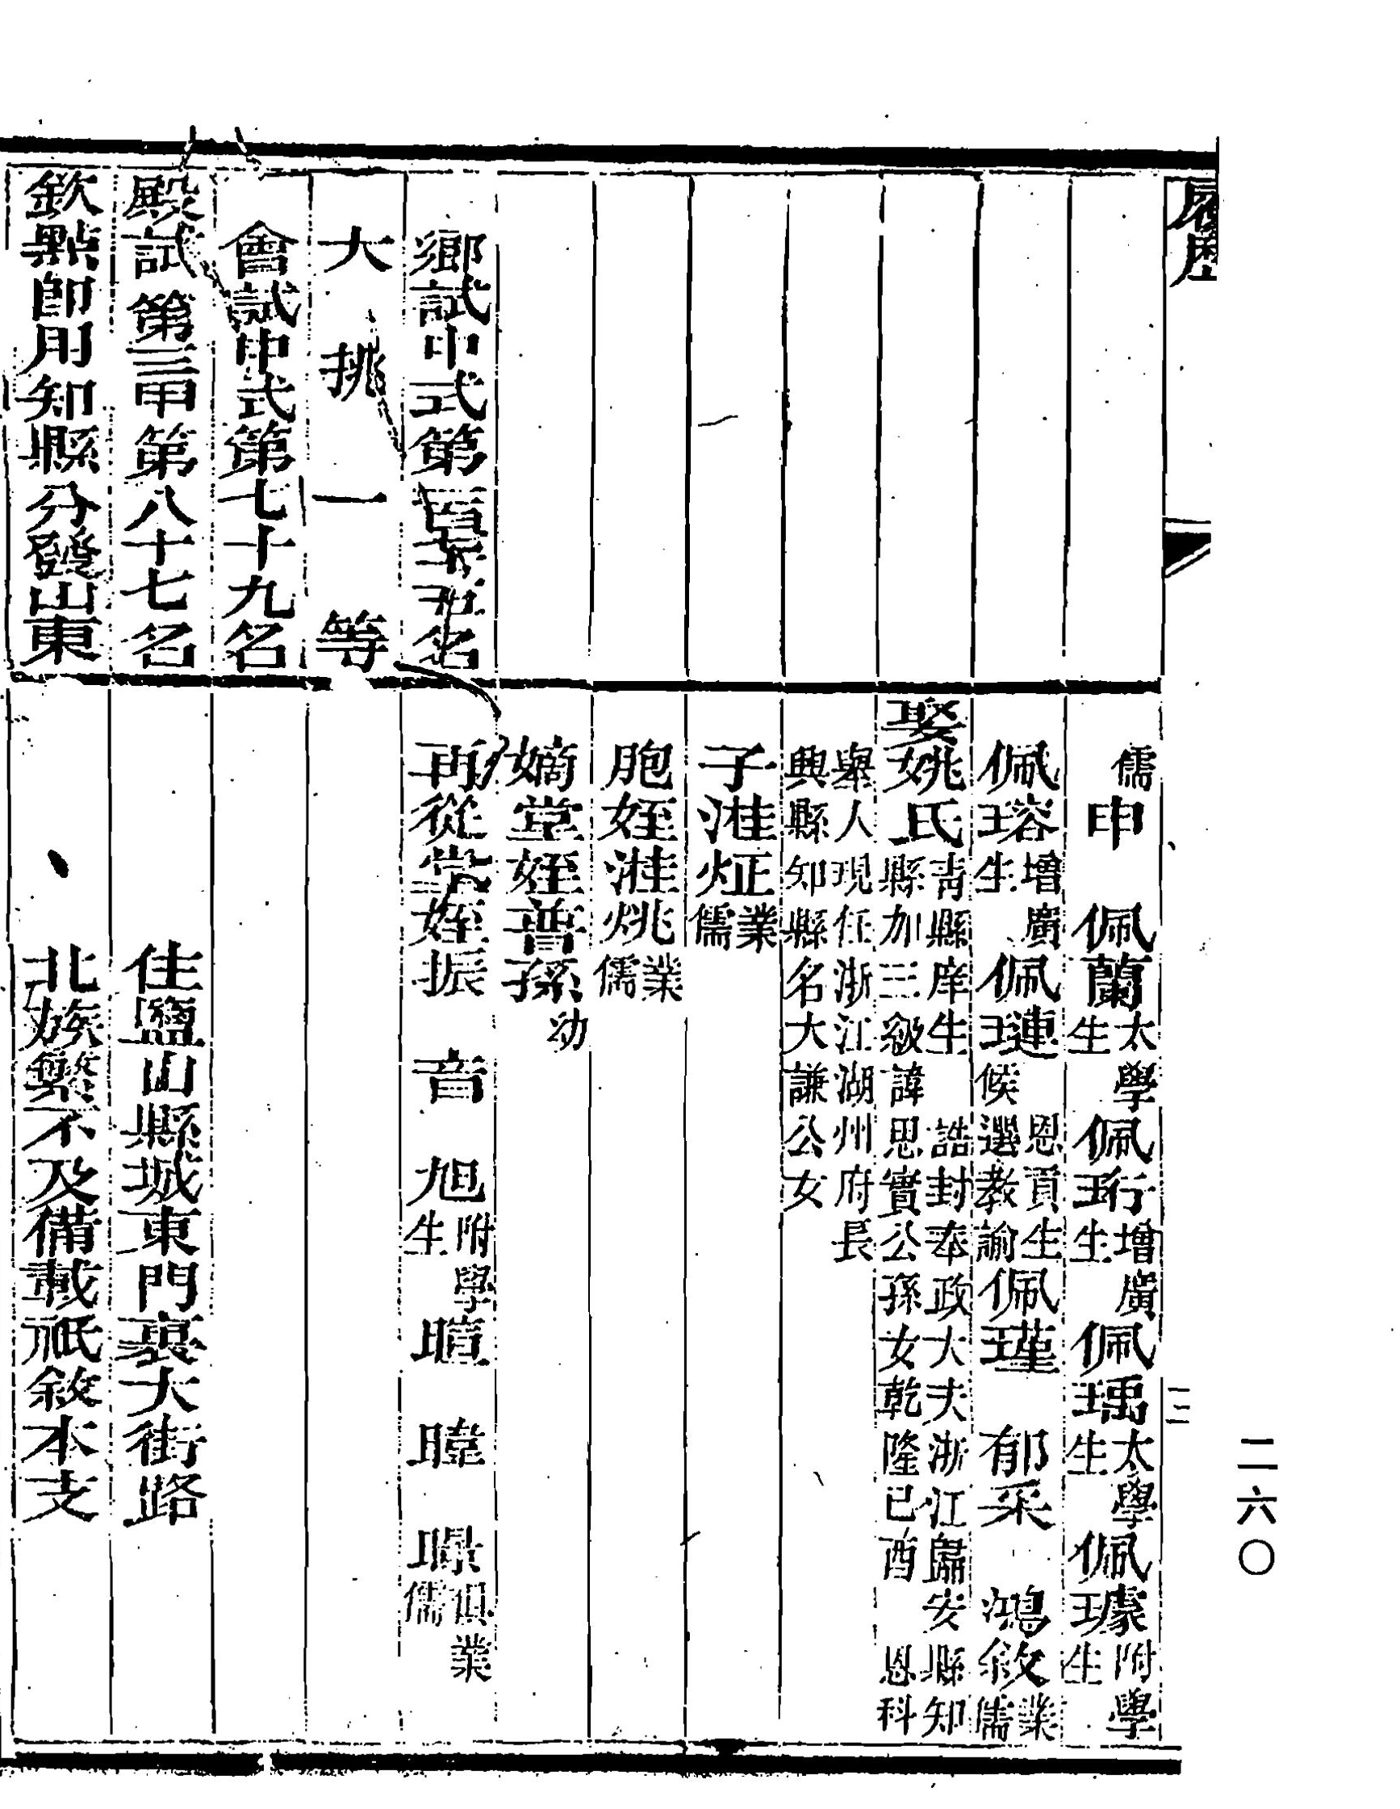 履歷
儒申 佩蘭太學生 佩珩增廣生 佩瑀太學生 佩璩附學生
佩瑢增廣生 佩璉恩貢生候選教諭 佩瑾 郁采 鴻敘業儒
娶姚氏青縣庠生 誥封奉政大夫浙江歸安縣知縣加三級諱思實公孫女乾隆己酉 恩科
舉人現任浙江湖州府長興縣知縣名大謙公女
子溎炡業儒
胞姪溎烑業儒
嫡堂姪普孫幼
再從堂姪振 音 旭附學生 暄 暐 暻俱業儒
鄉試中式第一百名
大挑一等
會試中式第七十九名
殿試第三甲第八十七名
住鹽山縣城東門裏大街路
欽點即用知縣分發山東
北族繁不及備載祇敘本支
二
二六〇